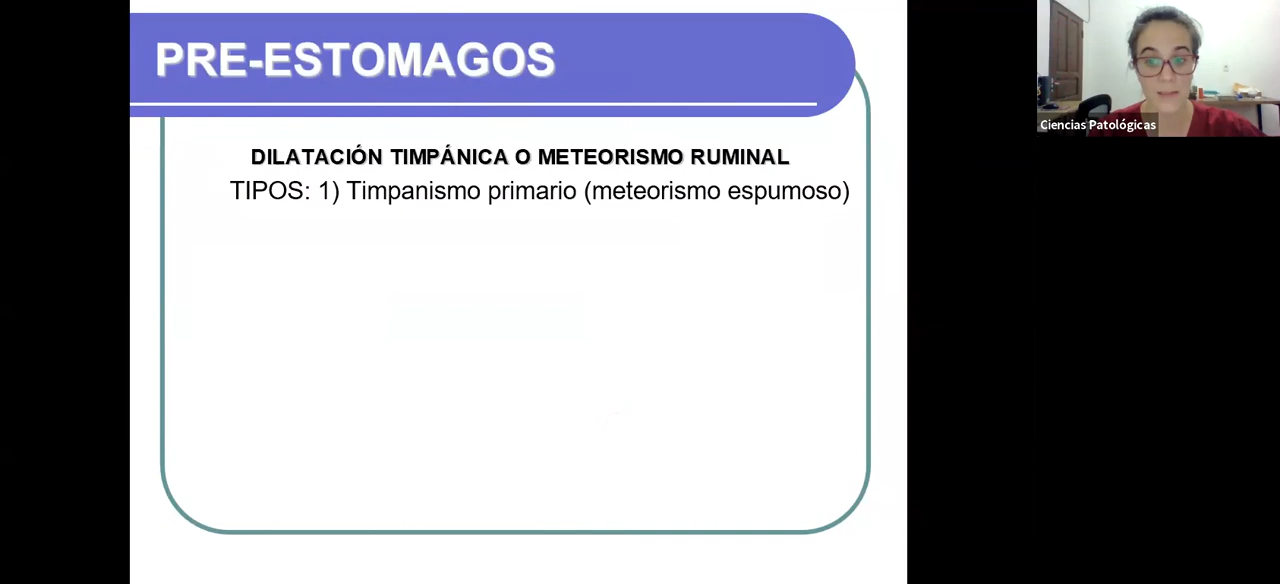 PRE-ESTOMAGOS
DILATACIÓN TIMPÁNICA O METEORISMO RUMINAL
TIPOS: 1) Timpanismo primario (meteorismo espumoso)
Ciencias Patológicas